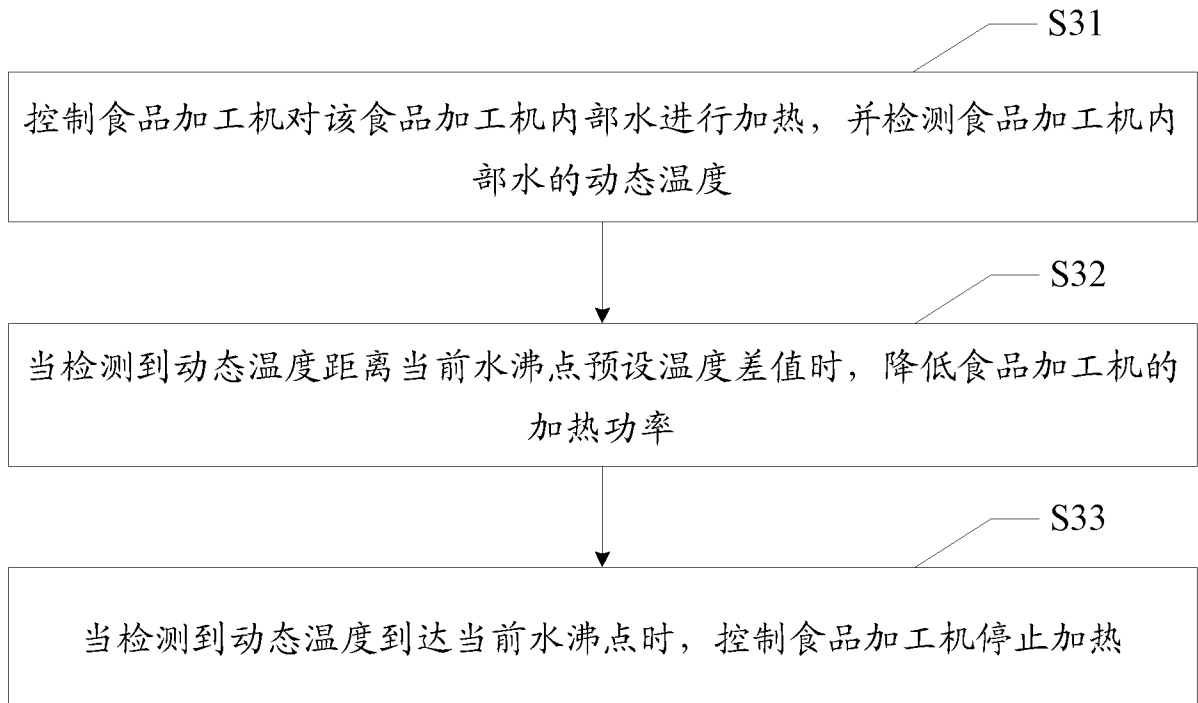 S31
控制食品加工机对该食品加工机内部水进行加热，并检测食品加工机内
部水的动态温度
S32
当检测到动态温度距离当前水沸点预设温度差值时，降低食品加工机的
加热功率
S33
当检测到动态温度到达当前水沸点时，控制食品加工机停止加热